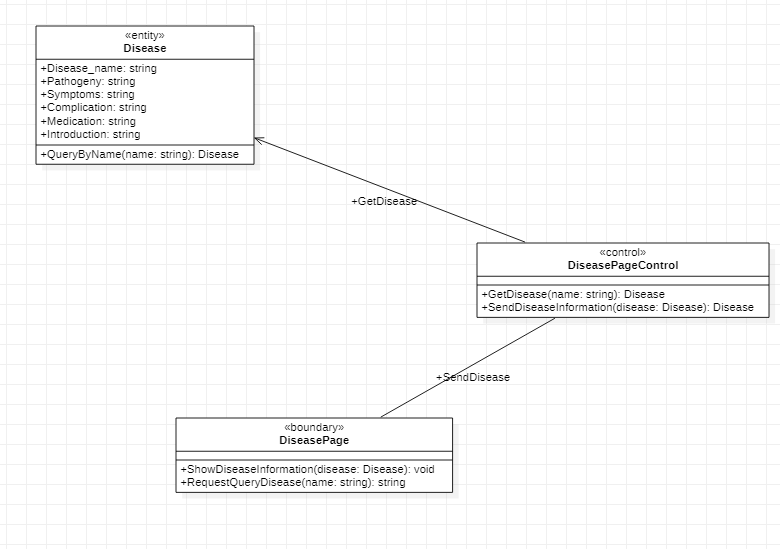 «entity»
Disease
+Disease_name: string
+Pathogeny: string
+Symptoms: string
+Complication: string
+Medication: string
+Introduction: string
+QueryByName(name: string): Disease
+GetDisease
«control»
DiseasePageControl
+GetDisease(name: string): Disease
+SendDiseaseInformation(disease: Disease): Disease
+SendDisease
«boundary»
DiseasePage
+ShowDiseaseInformation(disease: Disease): void
+RequestQueryDisease(name: string): string